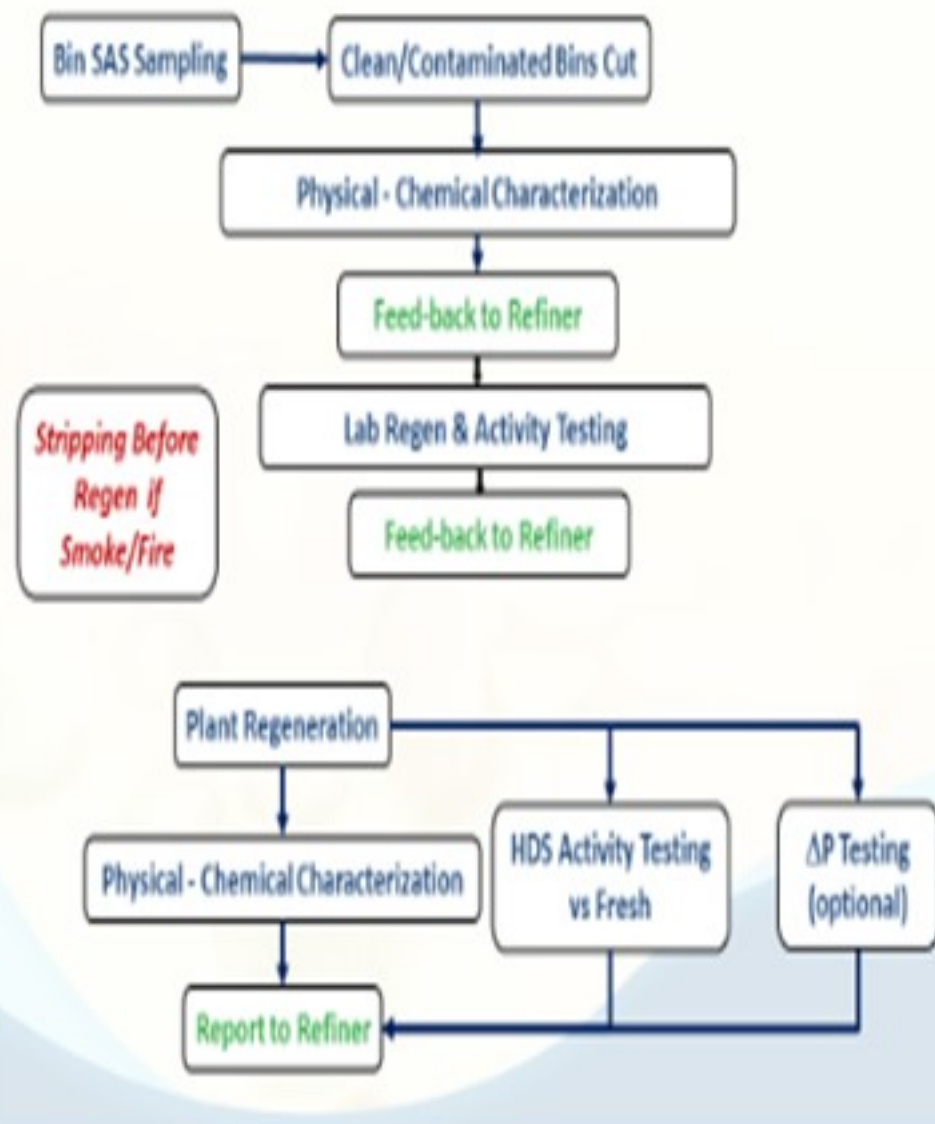 Bin SAS Sampling
Clean/Contaminated Bins Cut
Physical - Chemical Characterization
Feed-back to Refiner
Lab Regen & Activity Testing
Feed-back to Refiner
Stripping Before
Regen if
Smoke/Fire
Plant Regeneration
Physical - Chemical Characterization
HDS Activity Testing
vs Fresh
ΔP Testing
(optional)
Report to Refiner